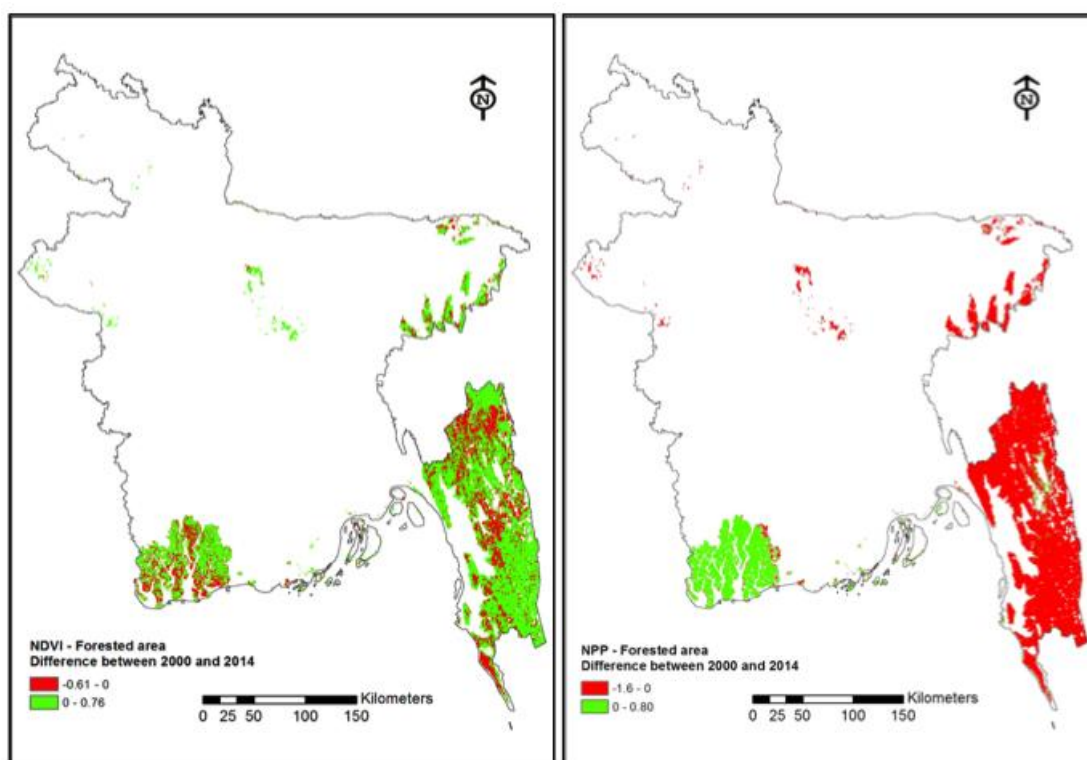 N
NDVI - Forested area
Difference between 2000 and 2014
-0.61 - 0
0 - 0.76
Kilometers
0 25 50 100 150
N
NPP - Forested area
Difference between 2000 and 2014
-1.6 - 0
0 - 0.80
Kilometers
0 25 50 100 150